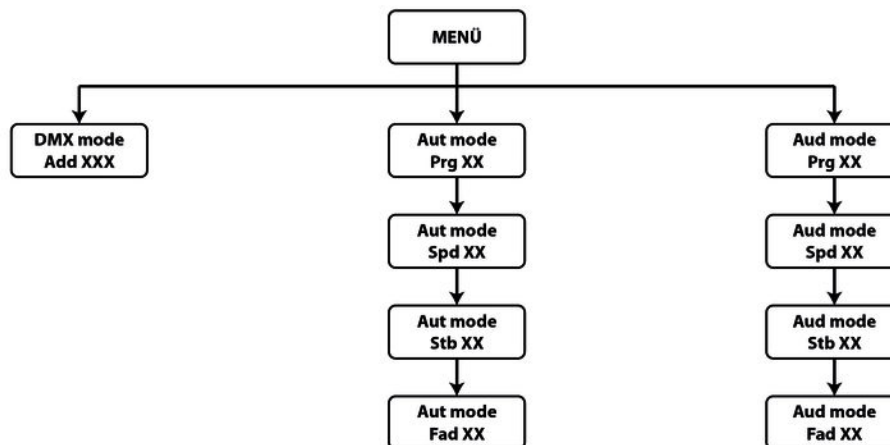 MENÜ
DMX mode
Add XXX
Aut mode
Prg XX
Aud mode
Prg XX
Aut mode
Spd XX
Aud mode
Spd XX
Aut mode
Stb XX
Aud mode
Stb XX
Aut mode
Fad XX
Aud mode
Fad XX